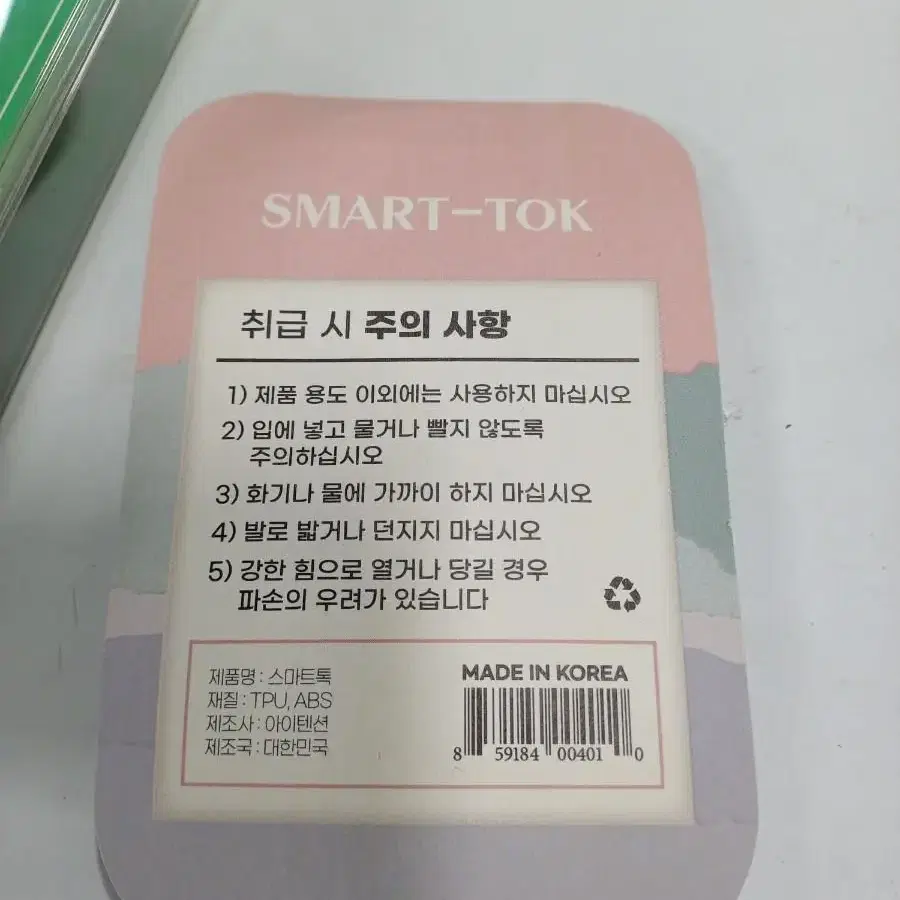 SMART-TOK
취급 시 주의 사항
1) 제품 용도 이외에는 사용하지 마십시오
2) 입에 넣고 물거나 빨지 않도록
주의하십시오
3) 화기나 물에 가까이 하지 마십시오
4) 발로 밟거나 던지지 마십시오
5) 강한 힘으로 열거나 당길 경우
파손의 우려가 있습니다
제품명 : 스마트톡
재질 : TPU, ABS
제조사 : 아이텐션
제조국 : 대한민국
MADE IN KOREA
8 59184 00401 0